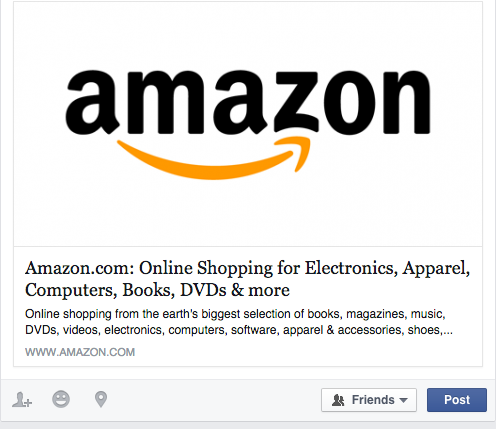 amazon
Amazon.com: Online Shopping for Electronics, Apparel,
Computers, Books, DVDs & more
Online shopping from the earth's biggest selection of books, magazines, music,
DVDs, videos, electronics, computers, software, apparel & accessories, shoes,...
WWW.AMAZON.COM
Friends Post